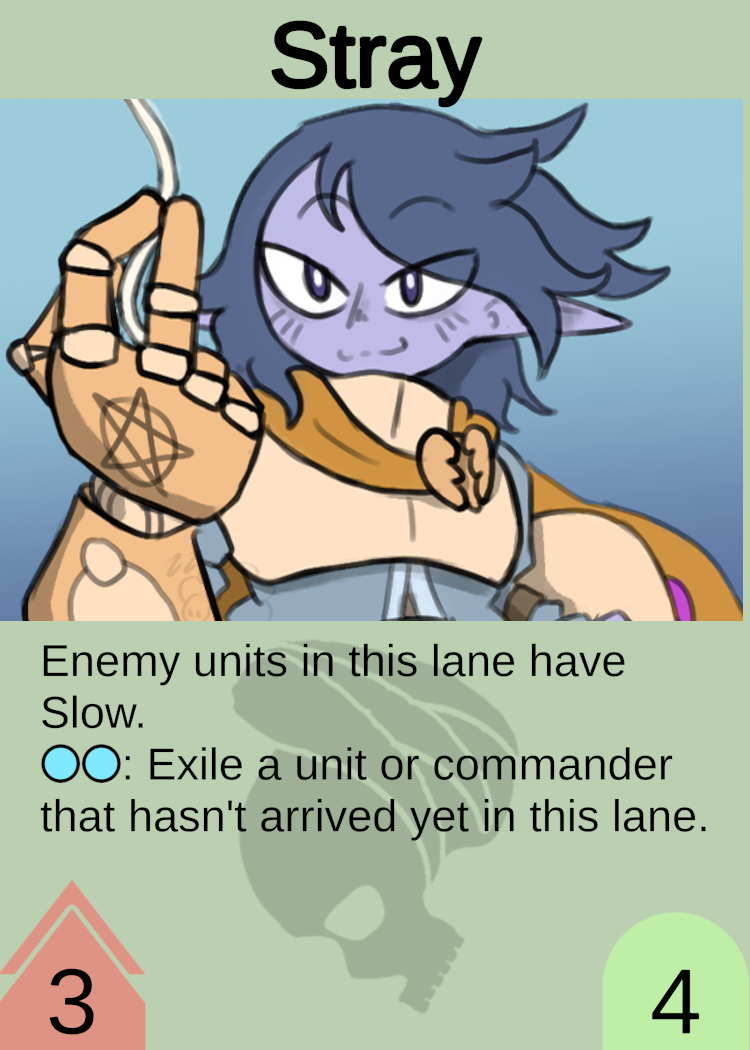 Stray
Enemy units in this lane have
Slow.
: Exile a unit or commander
that hasn't arrived yet in this lane.
3
4